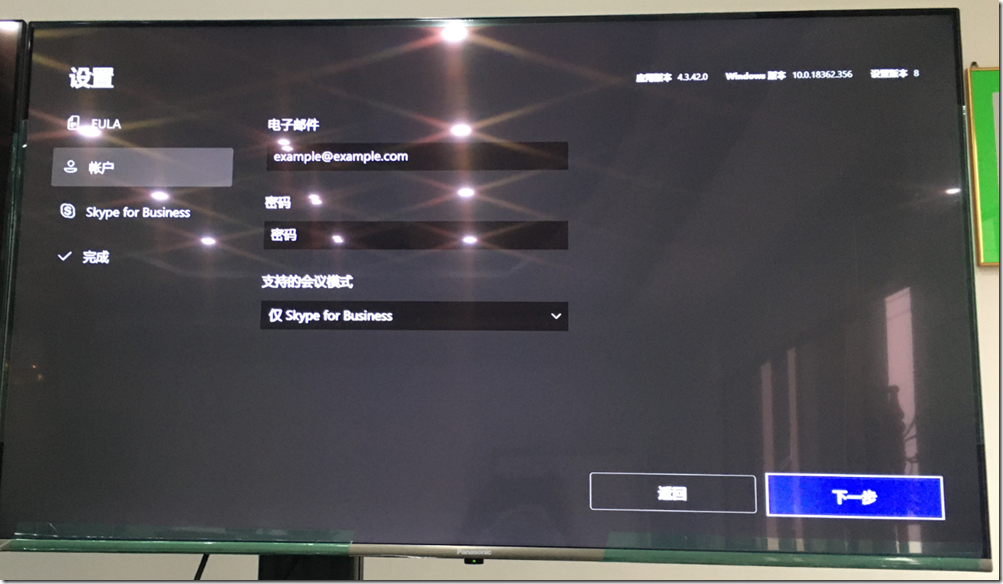 设置
应用版本 4.3.42.0 Windows 版本 10.0.18362.356 设置版本 8
EULA
帐户
Skype for Business
完成
电子邮件
example@example.com
密码
密码
支持的会议模式
仅 Skype for Business
返回
下一步
Panasonic